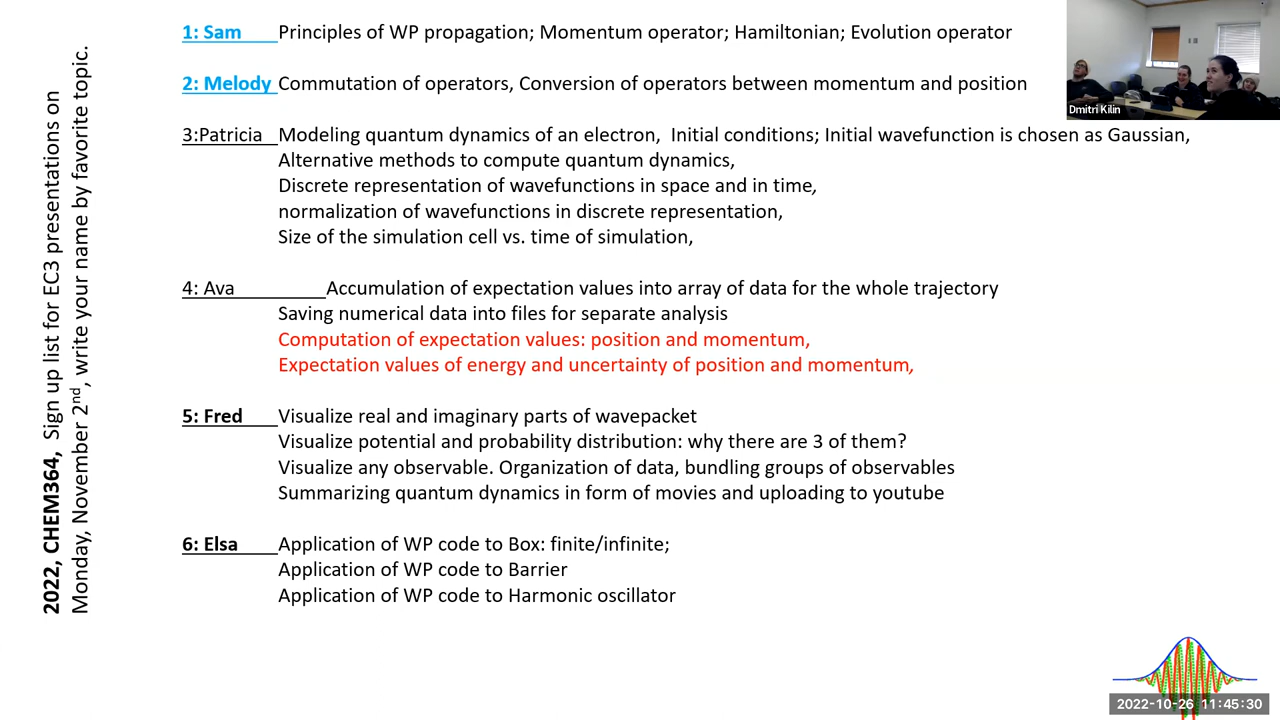 2022, CHEM364, Sign up list for EC3 presentations on
Monday, November 2nd, write your name by favorite topic.
1: Sam Principles of WP propagation; Momentum operator; Hamiltonian; Evolution operator
2: Melody Commutation of operators, Conversion of operators between momentum and position
3:Patricia Modeling quantum dynamics of an electron, Initial conditions; Initial wavefunction is chosen as Gaussian,
Alternative methods to compute quantum dynamics,
Discrete representation of wavefunctions in space and in time,
normalization of wavefunctions in discrete representation,
Size of the simulation cell vs. time of simulation,
4: Ava Accumulation of expectation values into array of data for the whole trajectory
Saving numerical data into files for separate analysis
Computation of expectation values: position and momentum,
Expectation values of energy and uncertainty of position and momentum,
5: Fred Visualize real and imaginary parts of wavepacket
Visualize potential and probability distribution: why there are 3 of them?
Visualize any observable. Organization of data, bundling groups of observables
Summarizing quantum dynamics in form of movies and uploading to youtube
6: Elsa Application of WP code to Box: finite/infinite;
Application of WP code to Barrier
Application of WP code to Harmonic oscillator
Dmitri Kilin
2022-10-26 11:45:30